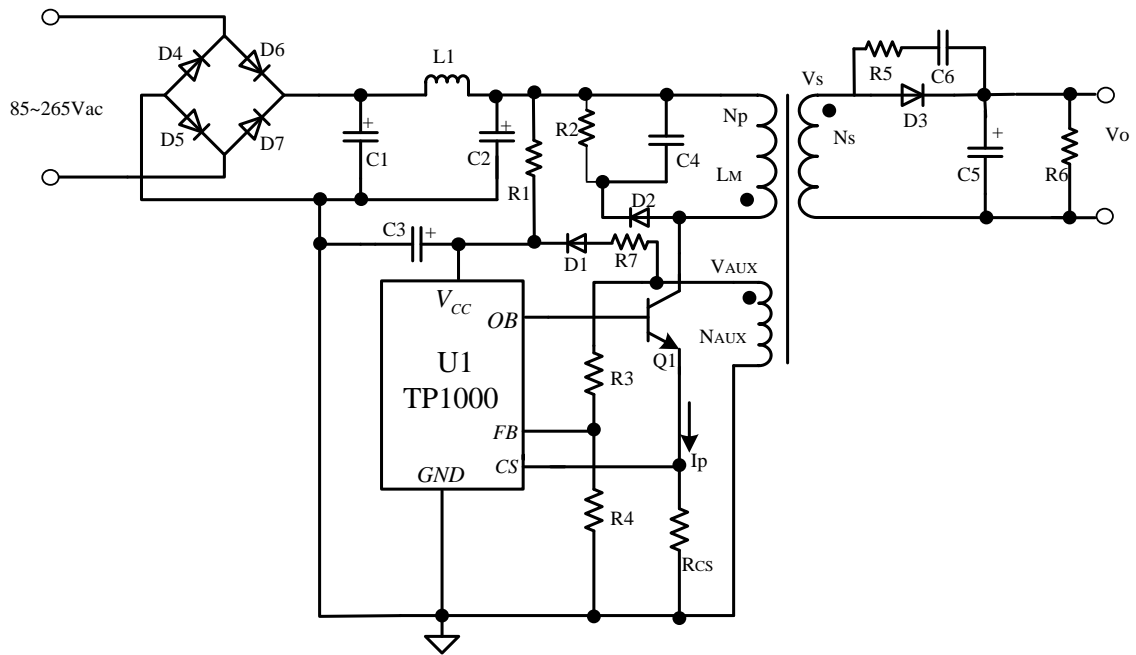 85~265Vac
D4
D6
D5
D7
L1
C1
C2
R1
R2
C4
D2
Np
LM
Vs
Ns
R5
C6
D3
C5
R6
Vo
C3
D1
R7
VAUX
NAUX
VCC
OB
U1
TP1000
FB
CS
GND
Q1
R3
R4
Ip
RCS
+
+
+
+